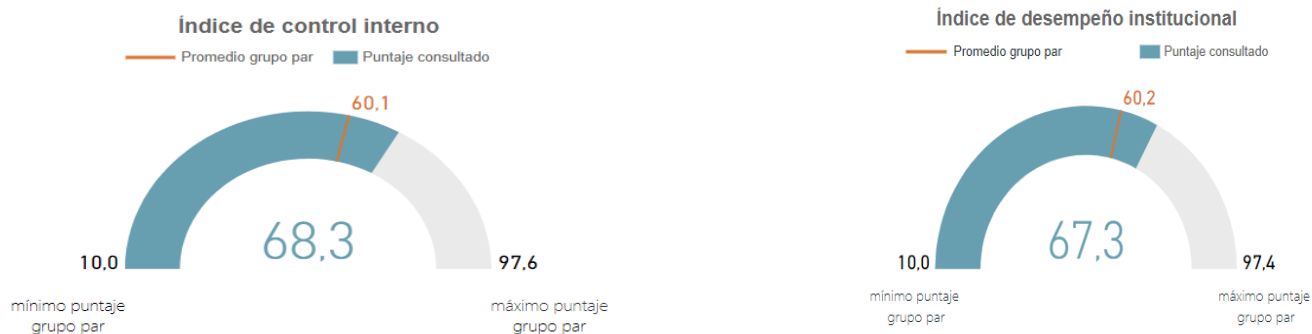 Índice de control interno
Promedio grupo par Puntaje consultado
60,1
68,3
10,0
97,6
mínimo puntaje
grupo par
máximo puntaje
grupo par
Índice de desempeño institucional
Promedio grupo par Puntaje consultado
60,2
67,3
10,0
97,4
mínimo puntaje
grupo par
máximo puntaje
grupo par